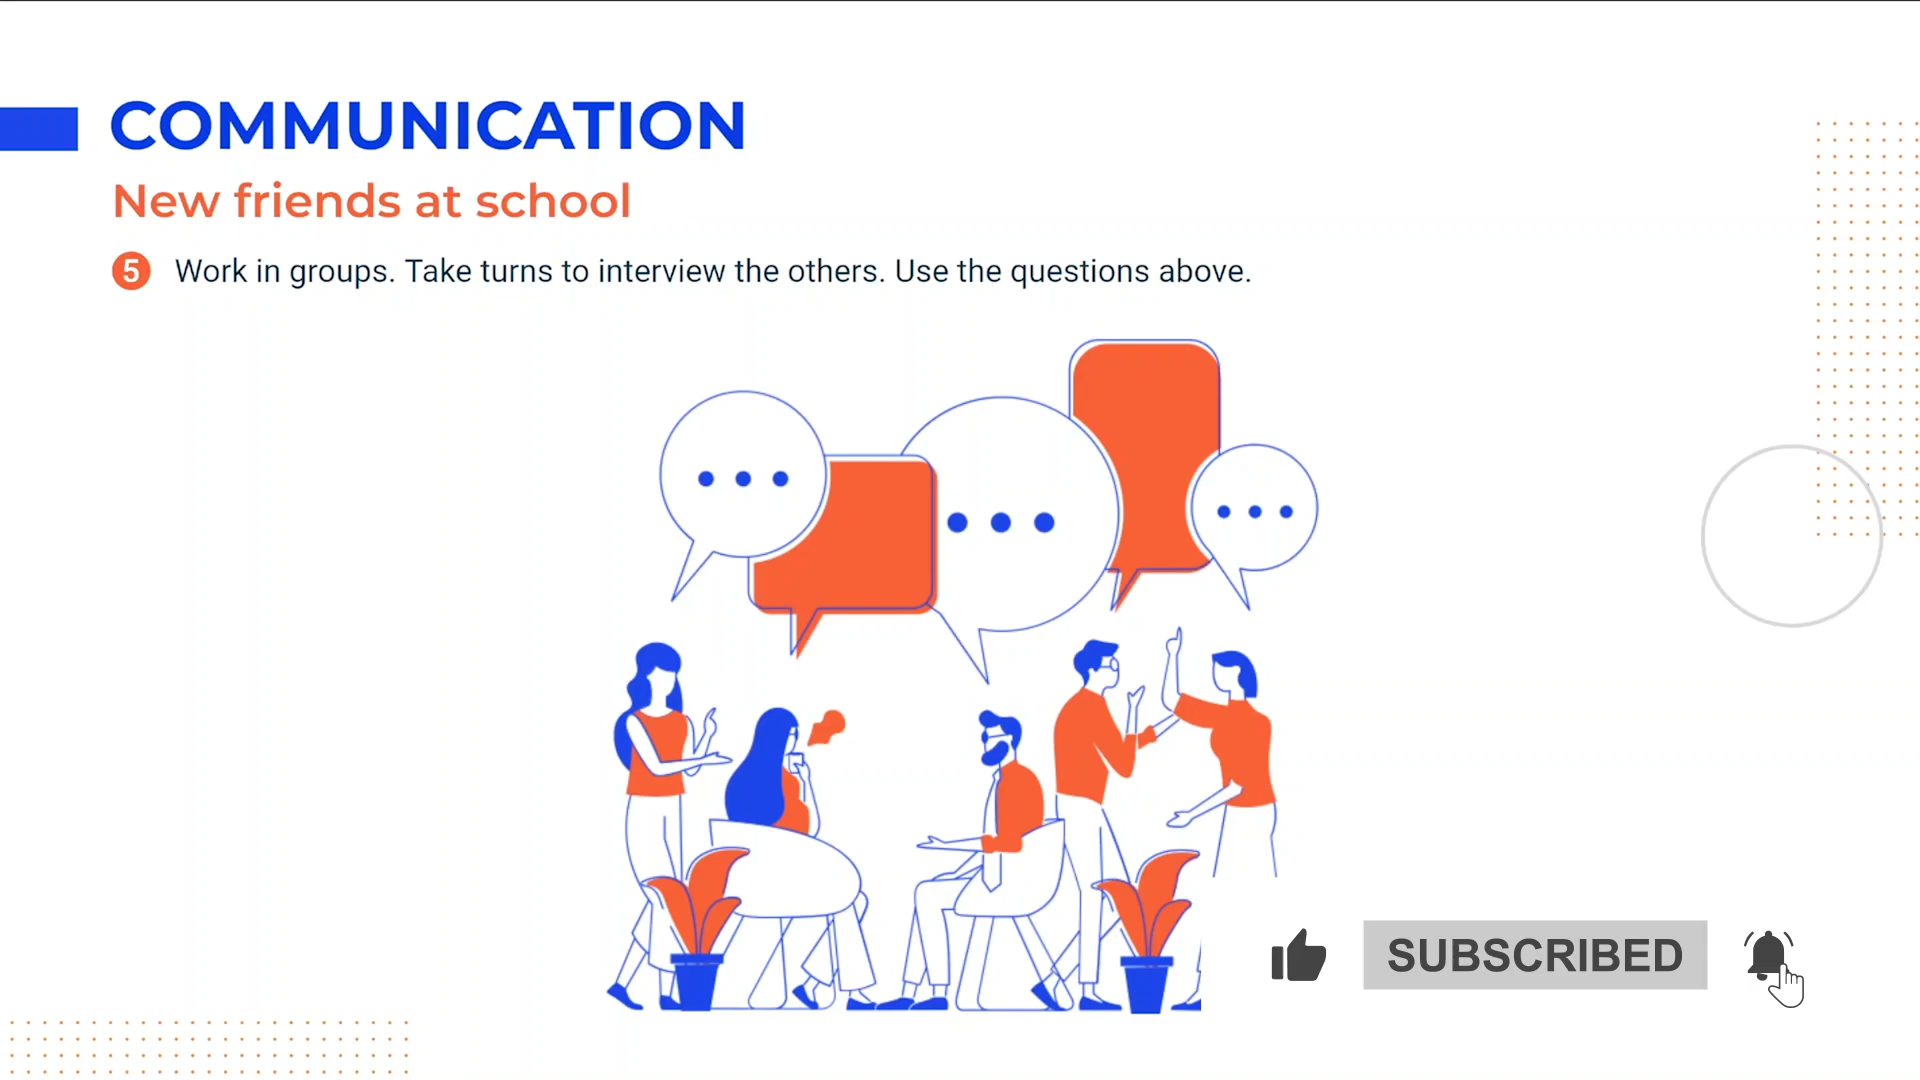 COMMUNICATION
New friends at school
5 Work in groups. Take turns to interview the others. Use the questions above.
SUBSCRIBED